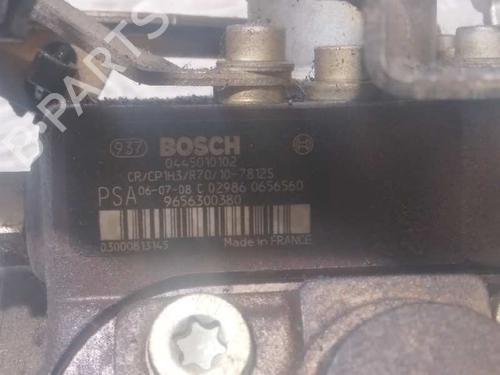 B-PARTS
937 BOSCH
0445010102
CR/CP1H3/R70/10-7812S
PSA 06-07-08 C 02986 0656560
9656300380
03000813145
Made in FRANCE